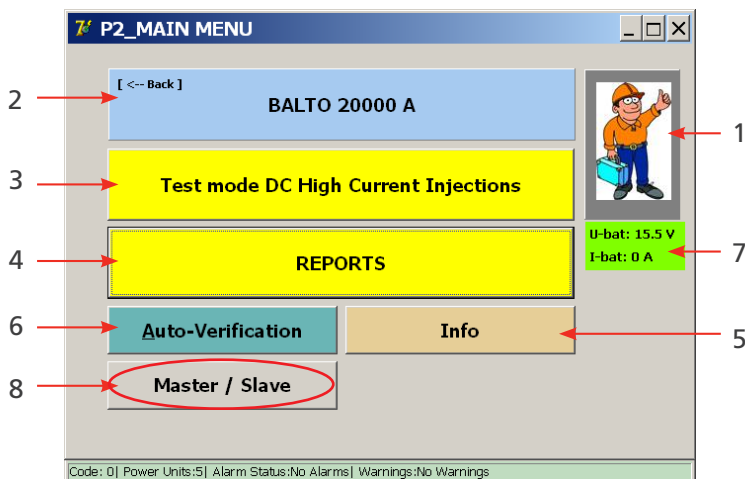 P2_MAIN MENU
[ <-- Back ]
2
BALTO 20000 A
1
3
Test mode DC High Current Injections
4
REPORTS
U-bat: 15.5 V
I-bat: 0 A
7
6
Auto-Verification
Info
5
8
Master / Slave
Code: 0| Power Units:5| Alarm Status:No Alarms| Warnings:No Warnings